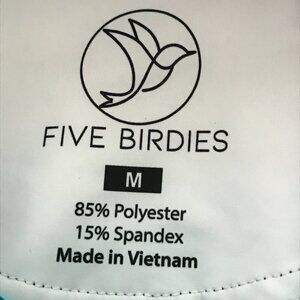 FIVE BIRDIES
M
85% Polyester
15% Spandex
Made in Vietnam